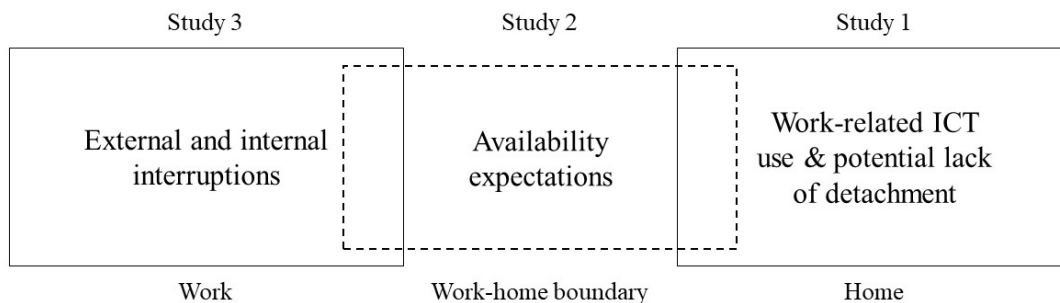 Study 3
Study 2
Study 1
External and internal
interruptions
Availability
expectations
Work-related ICT
use & potential lack
of detachment
Work
Work-home boundary
Home